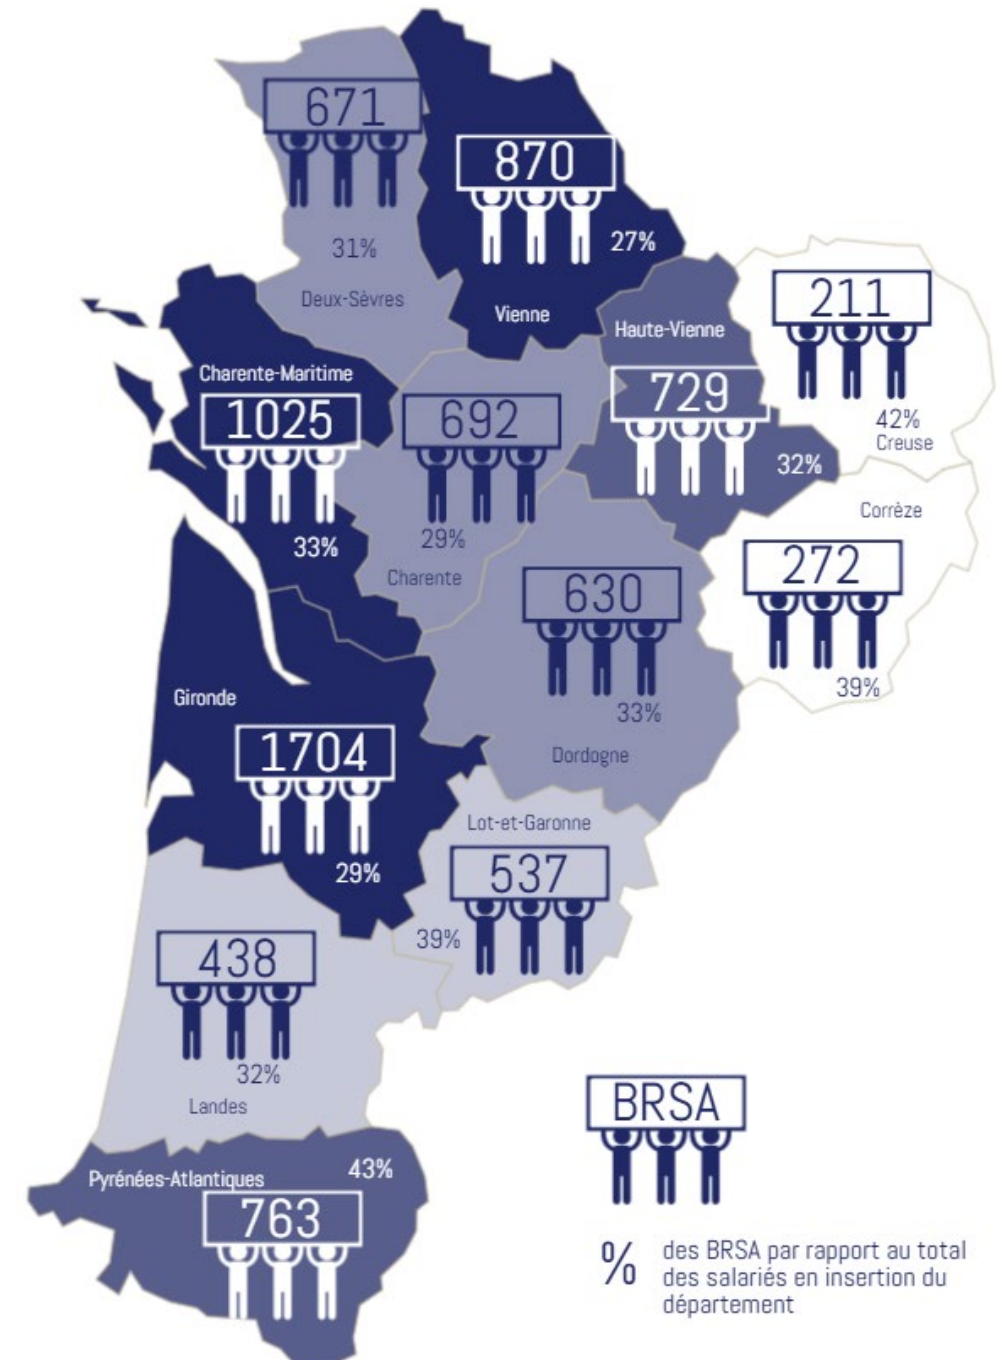 671
31%
Deux-Sèvres
870
27%
Vienne
Haute-Vienne
729
32%
211
42%
Creuse
Charente-Maritime
1025
33%
692
29%
Charente
Corrèze
272
39%
630
33%
Dordogne
Gironde
1704
29%
Lot-et-Garonne
537
39%
438
32%
Landes
Pyrénées-Atlantiques
43%
763
BRSA
% des BRSA par rapport au total
des salariés en insertion du
département